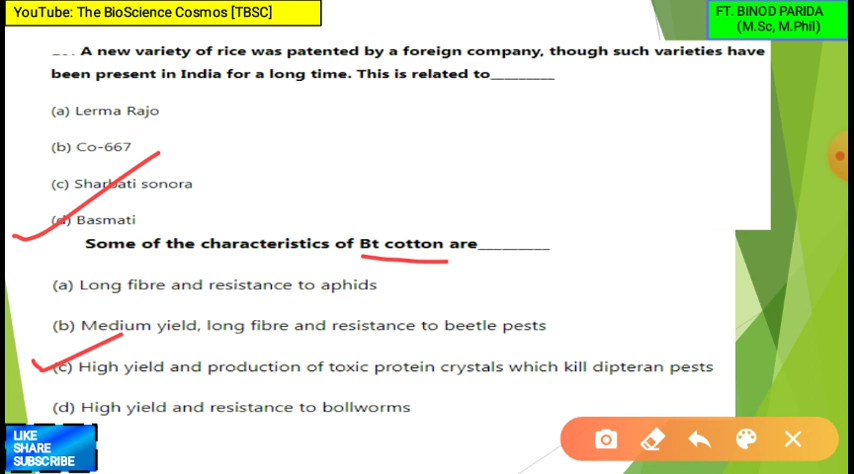 YouTube: The BioScience Cosmos [TBSC]
FT. BINOD PARIDA
(M.Sc, M.Phil)
A new variety of rice was patented by a foreign company, though such varieties have
been present in India for a long time. This is related to_________
(a) Lerma Rajo
(b) Co-667
(c) Sharbati sonora
(d) Basmati
Some of the characteristics of Bt cotton are_________
(a) Long fibre and resistance to aphids
(b) Medium yield, long fibre and resistance to beetle pests
(c) High yield and production of toxic protein crystals which kill dipteran pests
(d) High yield and resistance to bollworms
LIKE
SHARE
SUBSCRIBE